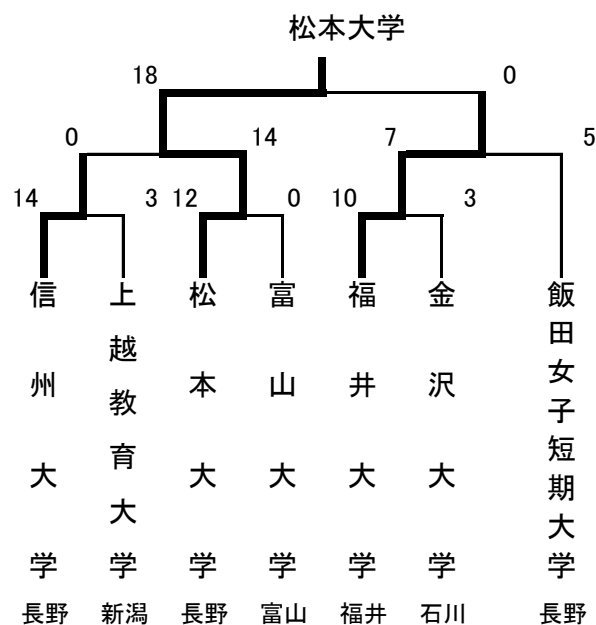 松本大学
18 0
0 14 7 5
14 3 12 0 10 3
信州大学
上越教育大学
松本大学
富山大学
福井大学
金沢大学
飯田女子短期大学
長野 新潟 長野 富山 福井 石川 長野